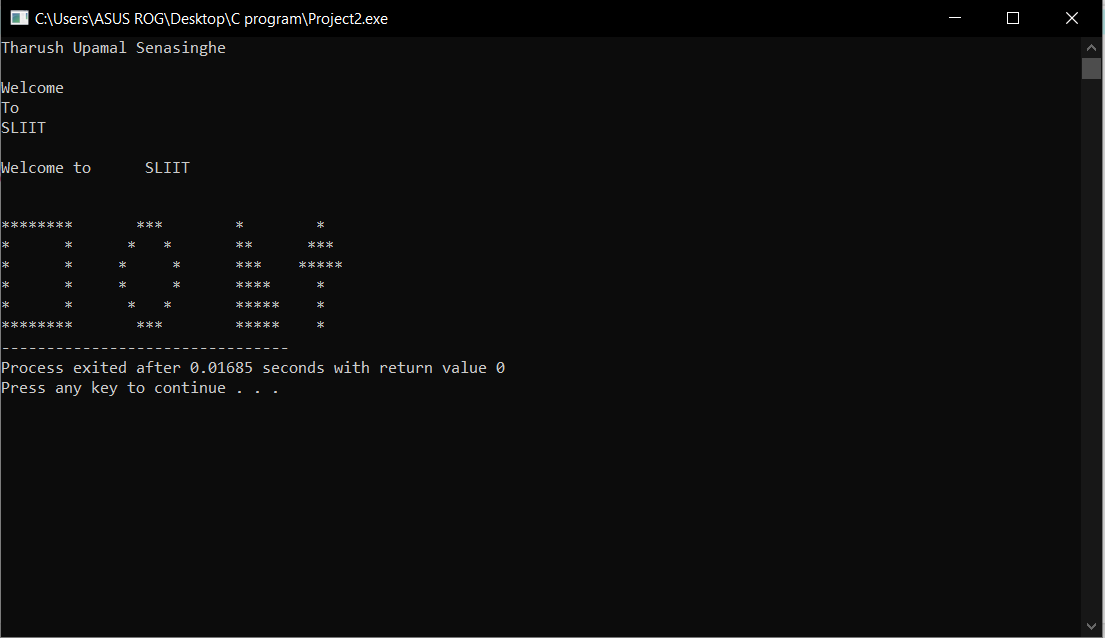 C:\Users\ASUS ROG\Desktop\C program\Project2.exe
Tharush Upamal Senasinghe

Welcome
To
SLIIT

Welcome to      SLIIT


********       ***        *        *
*      *      *   *       **      ***
*      *     *     *      ***    *****
*      *     *     *      ****     *
*      *      *   *       *****    *
********       ***        *****    *
--------------------------------
Process exited after 0.01685 seconds with return value 0
Press any key to continue . . .